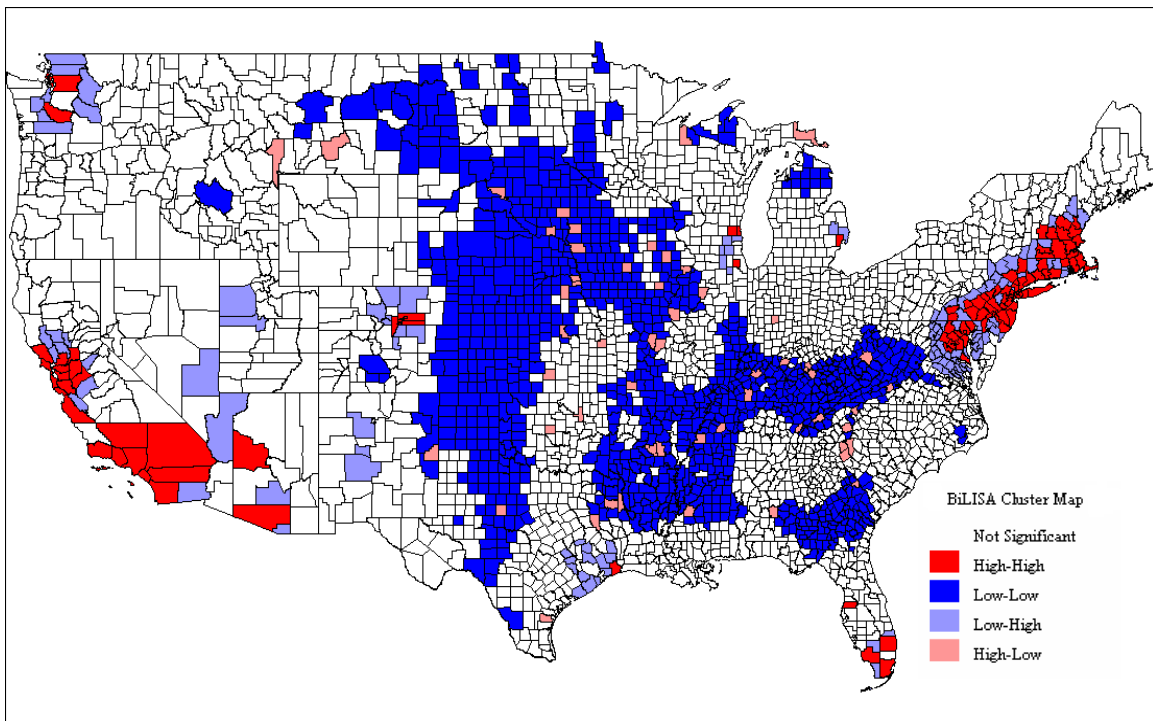 BiLISA Cluster Map
Not Significant
High-High
Low-Low
Low-High
High-Low